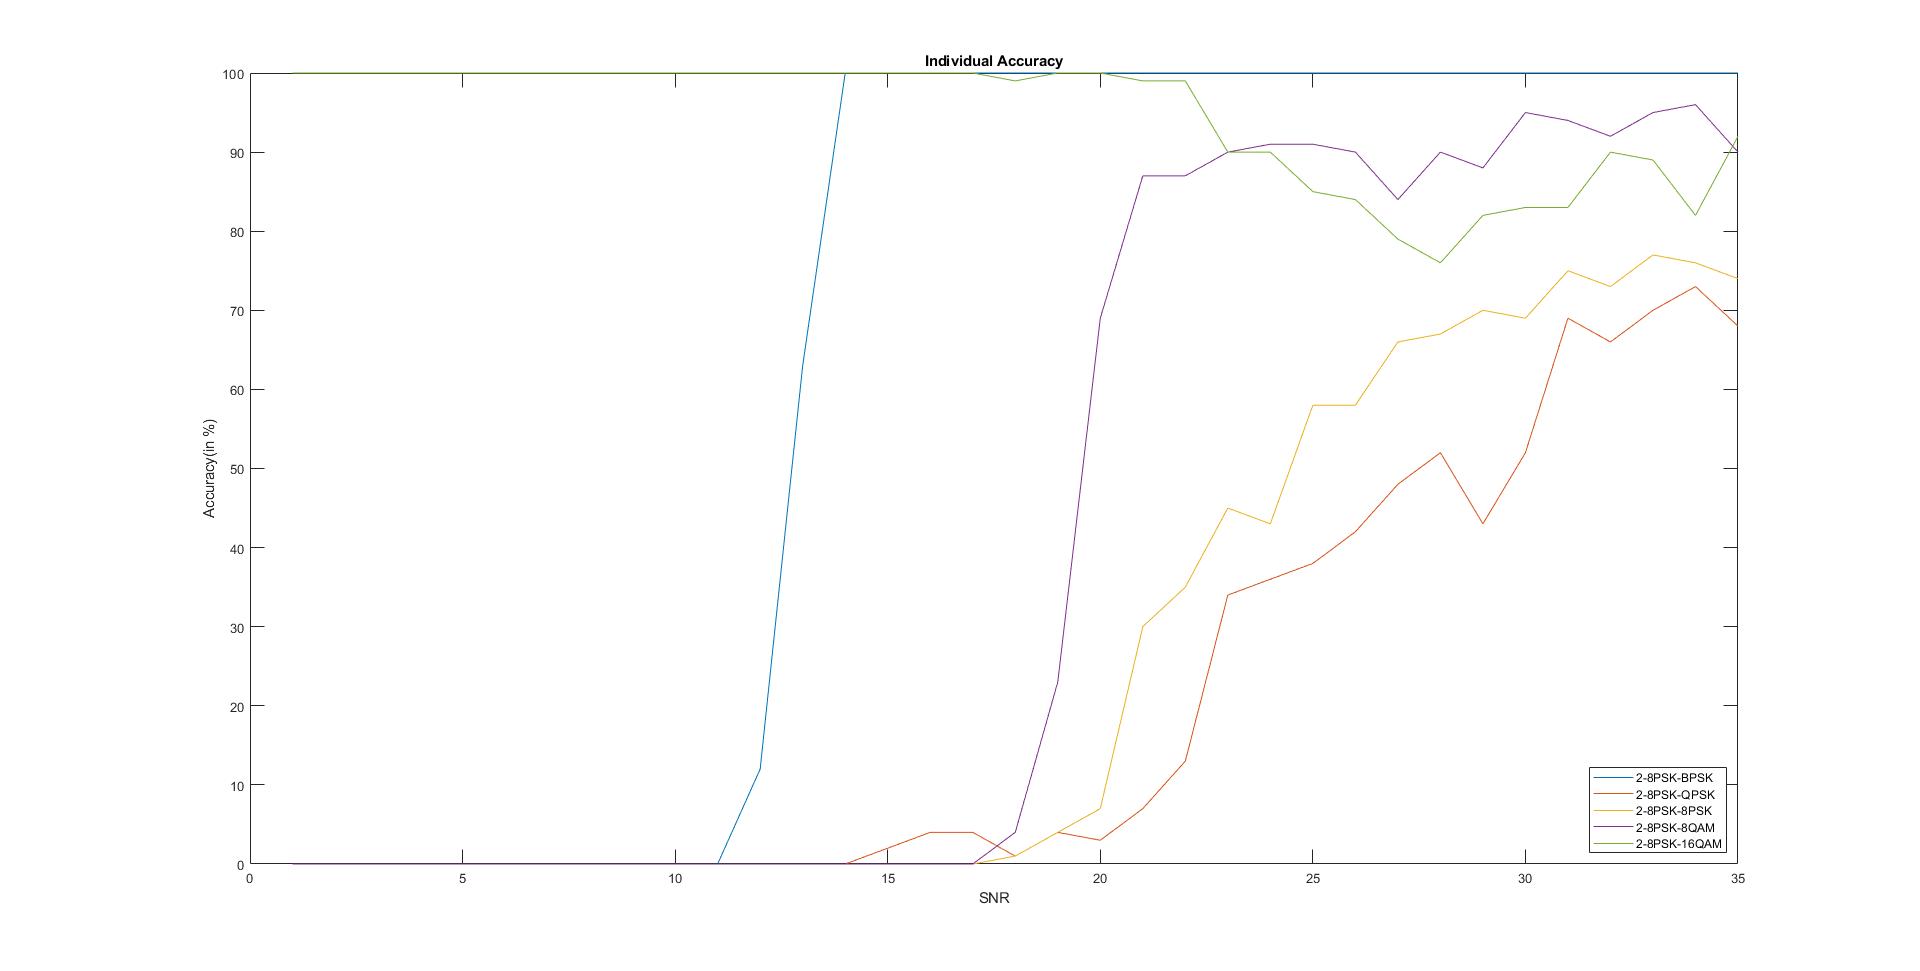 Individual Accuracy
100
90
80
70
60
50
40
30
20
10
0
Accuracy(in %)
0 5 10 15 20 25 30 35
SNR
2-8PSK-BPSK
2-8PSK-QPSK
2-8PSK-8PSK
2-8PSK-8QAM
2-8PSK-16QAM